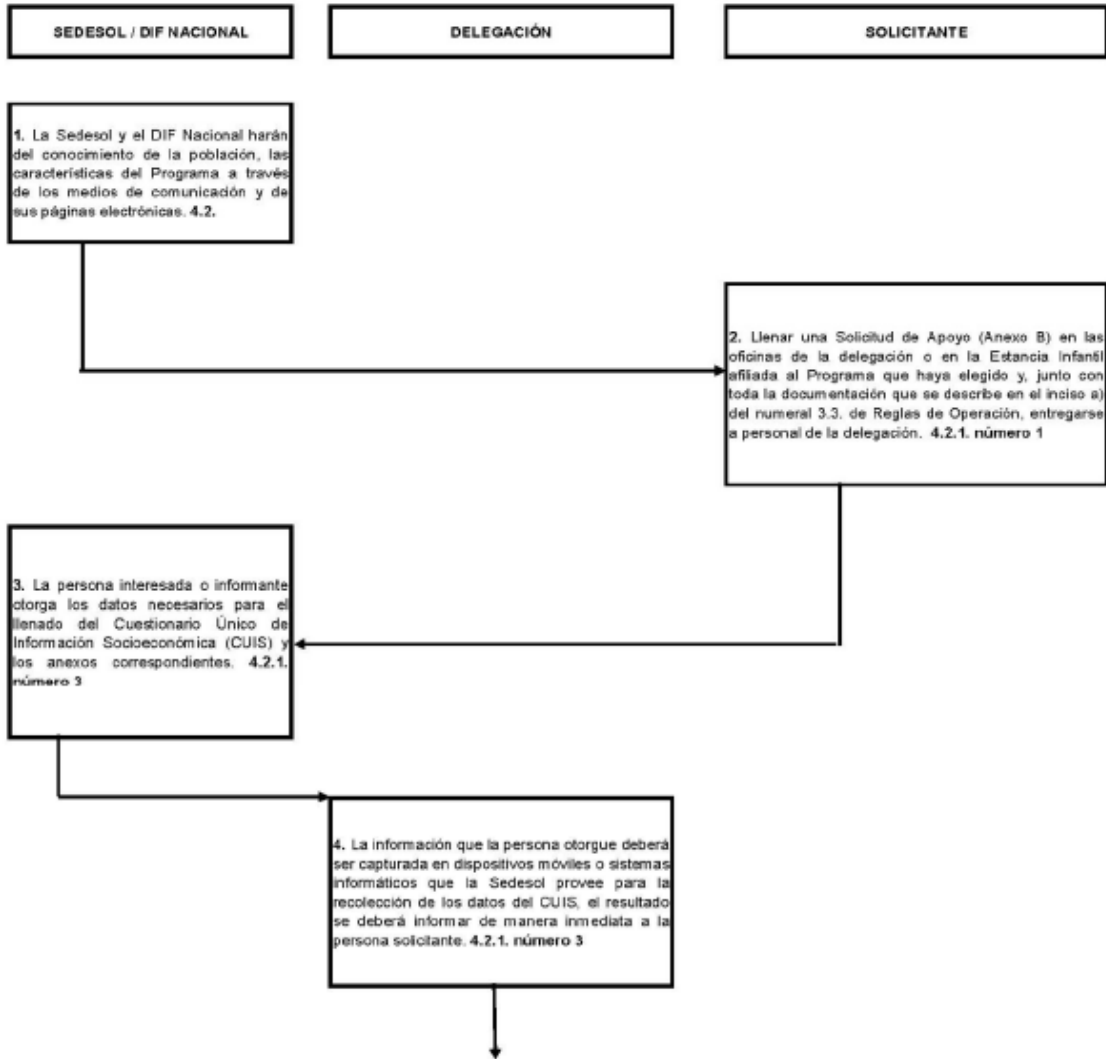 SEDESOL / DIF NACIONAL
DELEGACIÓN
SOLICITANTE
1. La Sedesol y el DIF Nacional harán
del conocimiento de la población, las
características del Programa a través
de los medios de comunicación y de
sus páginas electrónicas. 4.2.
2. Llenar una Solicitud de Apoyo (Anexo B) en las
oficinas de la delegación o en la Estancia Infantil
afiliada al Programa que haya elegido y, junto con
toda la documentación que se describe en el inciso a)
del numeral 3.3. de Reglas de Operación, entregarse
a personal de la delegación. 4.2.1. número 1
3. La persona interesada o informante
otorga los datos necesarios para el
llenado del Cuestionario Único de
Información Socioeconómica (CUIS) y
los anexos correspondientes. 4.2.1.
número 3
4. La información que la persona otorgue deberá
ser capturada en dispositivos móviles o sistemas
informáticos que la Sedesol provee para la
recolección de los datos del CUIS, el resultado
se deberá informar de manera inmediata a la
persona solicitante. 4.2.1. número 3